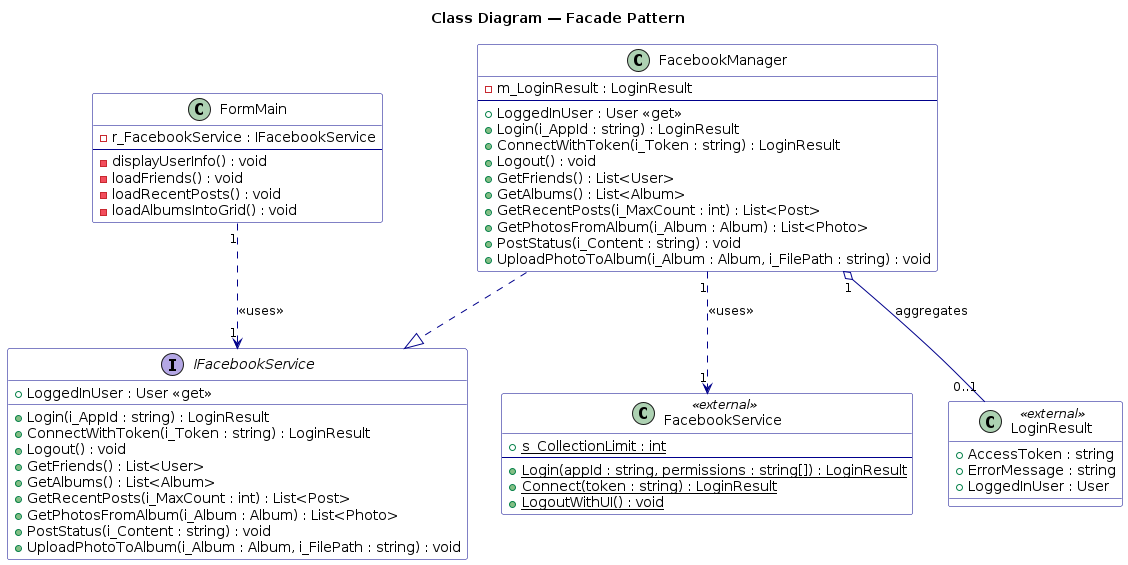 Class Diagram — Facade Pattern
C FacebookManager
m_LoginResult : LoginResult
LoggedInUser : User «get»
Login(i_AppId : string) : LoginResult
ConnectWithToken(i_Token : string) : LoginResult
Logout() : void
GetFriends() : List<User>
GetAlbums() : List<Album>
GetRecentPosts(i_MaxCount : int) : List<Post>
GetPhotosFromAlbum(i_Album : Album) : List<Photo>
PostStatus(i_Content : string) : void
UploadPhotoToAlbum(i_Album : Album, i_FilePath : string) : void
C FormMain
r_FacebookService : IFacebookService
displayUserInfo() : void
loadFriends() : void
loadRecentPosts() : void
loadAlbumsIntoGrid() : void
1
«uses»
1
1
«uses»
1
1
aggregates
0..1
I IFacebookService
LoggedInUser : User «get»
Login(i_AppId : string) : LoginResult
ConnectWithToken(i_Token : string) : LoginResult
Logout() : void
GetFriends() : List<User>
GetAlbums() : List<Album>
GetRecentPosts(i_MaxCount : int) : List<Post>
GetPhotosFromAlbum(i_Album : Album) : List<Photo>
PostStatus(i_Content : string) : void
UploadPhotoToAlbum(i_Album : Album, i_FilePath : string) : void
«external»
C FacebookService
s_CollectionLimit : int
Login(appId : string, permissions : string[]) : LoginResult
Connect(token : string) : LoginResult
LogoutWithUI() : void
«external»
C LoginResult
AccessToken : string
ErrorMessage : string
LoggedInUser : User